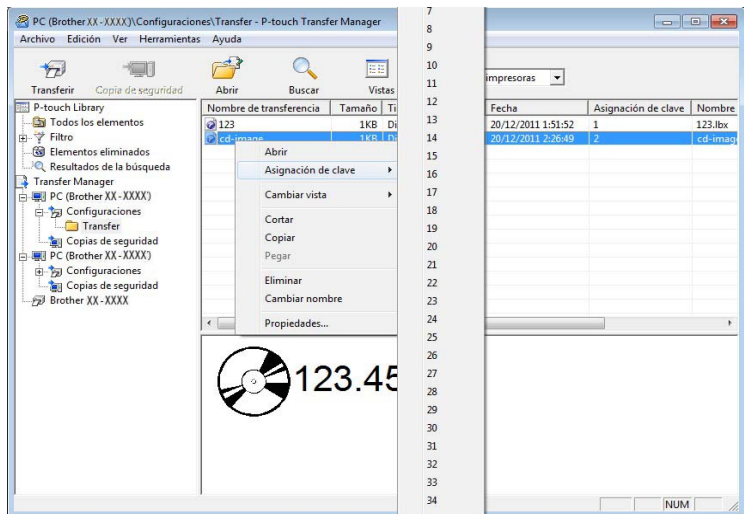 PC (Brother XX-XXXX)\Configuraciones\Transfer - P-touch Transfer Manager
Archivo Edición Ver Herramientas Ayuda
Transferir Copia de seguridad Abrir Buscar Vistas
impresoras
P-touch Library
Todos los elementos
Filtro
Elementos eliminados
Resultados de la búsqueda
Transfer Manager
PC (Brother XX-XXXX)
Configuraciones
Transfer
Copias de seguridad
PC (Brother XX-XXXX)
Configuraciones
Copias de seguridad
Brother XX-XXXX
Nombre de transferencia Tamaño Fecha Asignación de clave Nombre
123 1KB 20/12/2011 1:51:52 1 123.lbx
cd-image 1KB 20/12/2011 2:26:49 2 cd-imag
Abrir
Asignación de clave
Cambiar vista
Cortar
Copiar
Pegar
Eliminar
Cambiar nombre
Propiedades...
7
8
9
10
11
12
13
14
15
16
17
18
19
20
21
22
23
24
25
26
27
28
29
30
31
32
33
34
123.45
NUM